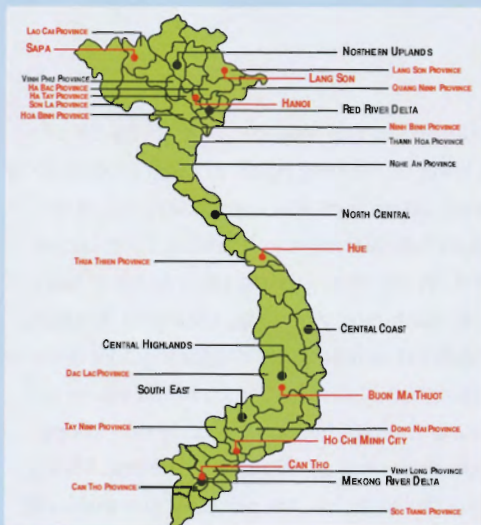 LAO CAI PROVINCE
SAPA
NORTHERN UPLANDS
VINH PHU PROVINCE
LANG SON PROVINCE
LANG SON
HA BAC PROVINCE
QUANG NINH PROVINCE
HA TAY PROVINCE
HANOI
SON LA PROVINCE
RED RIVER DELTA
HOA BINH PROVINCE
NINH BINH PROVINCE
THANH HOA PROVINCE
NGHE AN PROVINCE
NORTH CENTRAL
HUE
THUA THIEN PROVINCE
CENTRAL COAST
CENTRAL HIGHLANDS
DAC LAC PROVINCE
SOUTH EAST
BUON MA THUOT
TAY NINH PROVINCE
DONG NAI PROVINCE
HO CHI MINH CITY
CAN THO
VINH LONG PROVINCE
CAN THO PROVINCE
MEKONG RIVER DELTA
SOC TRANG PROVINCE